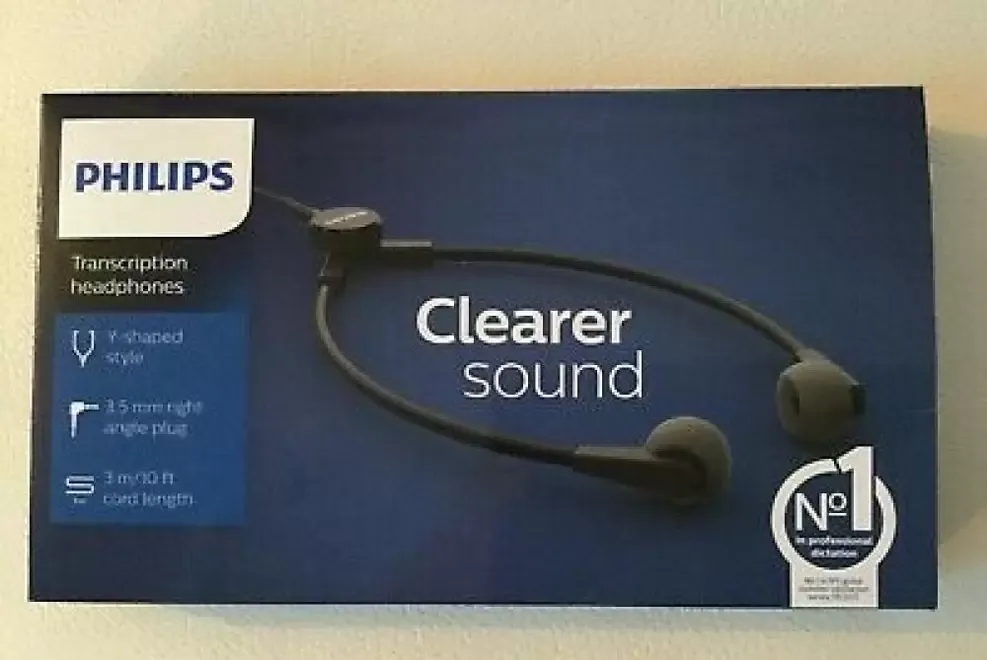 PHILIPS
Transcription
headphones
Y-shaped
style
3.5 mm right
angle plug
3 m/10 ft
cord length
Clearer
sound
Nº1
in professional
dictation